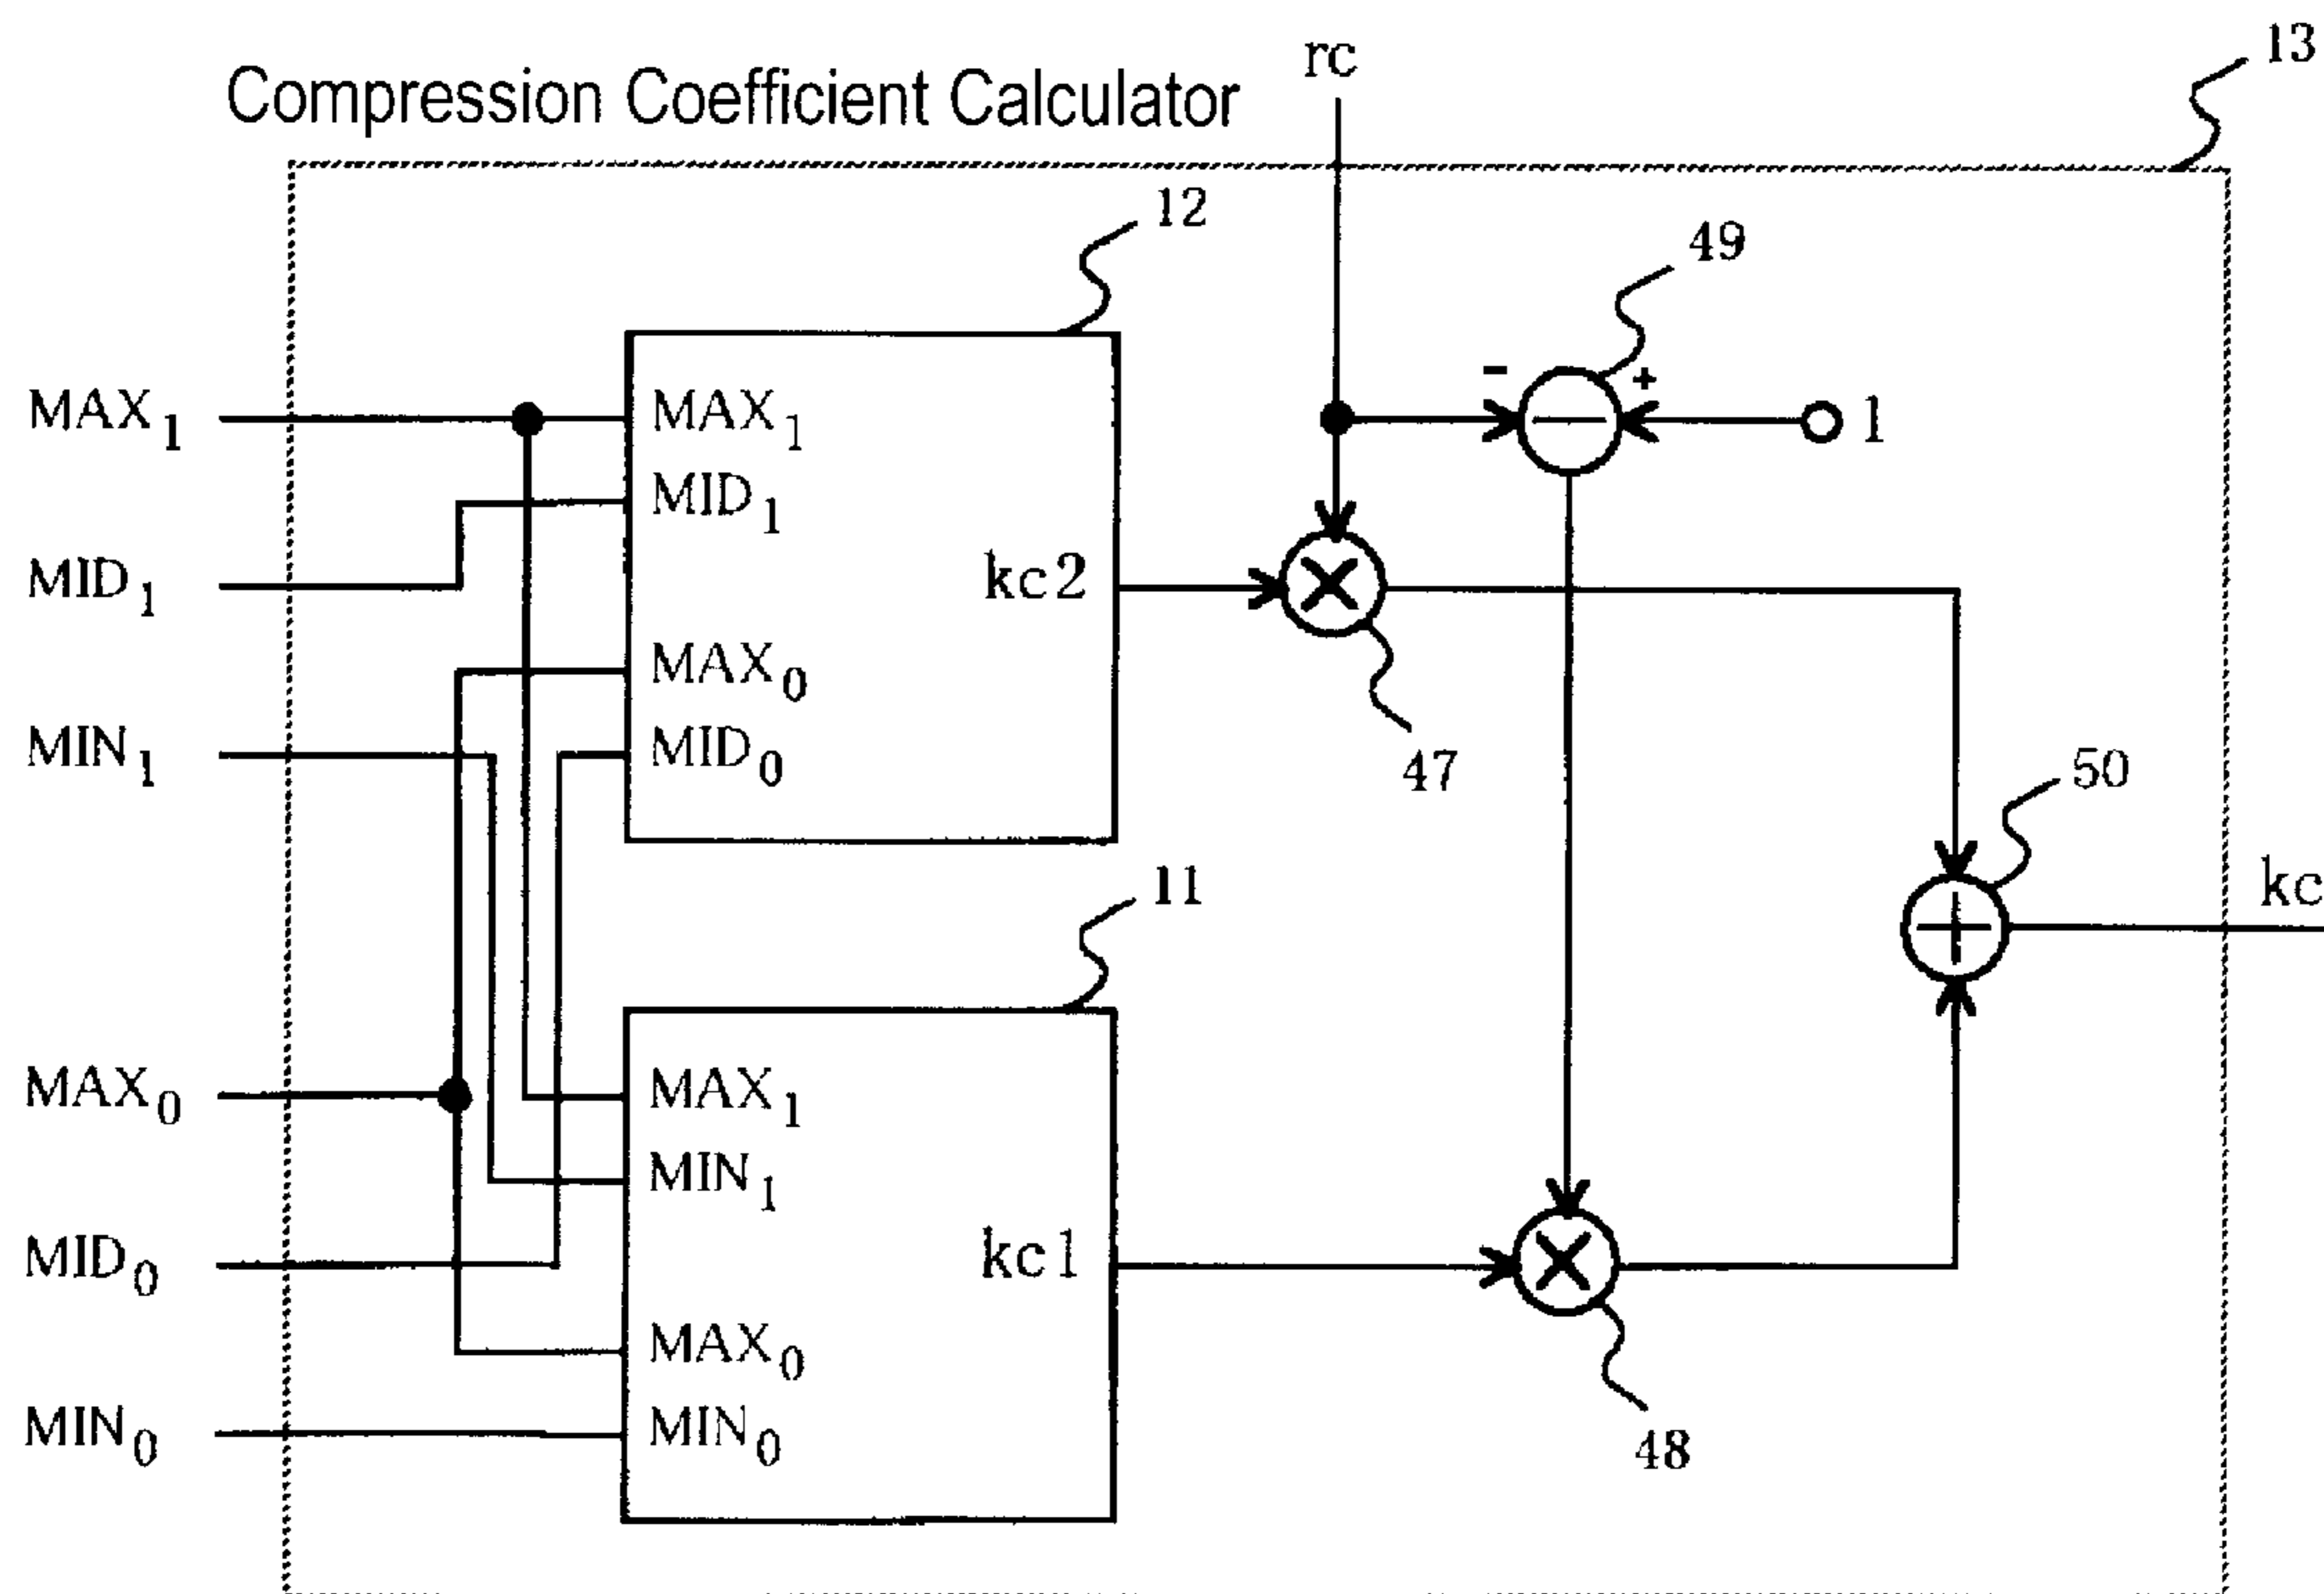 Compression Coefficient Calculator
rc
13
12
49
MAX1
MAX1
- +
1
MID1
MID1
kc2
MAX0
MIN1
MID0
47
50
11
kc
MAX0
MAX1
MIN1
MID0
kc1
MAX0
MIN0
MIN0
48